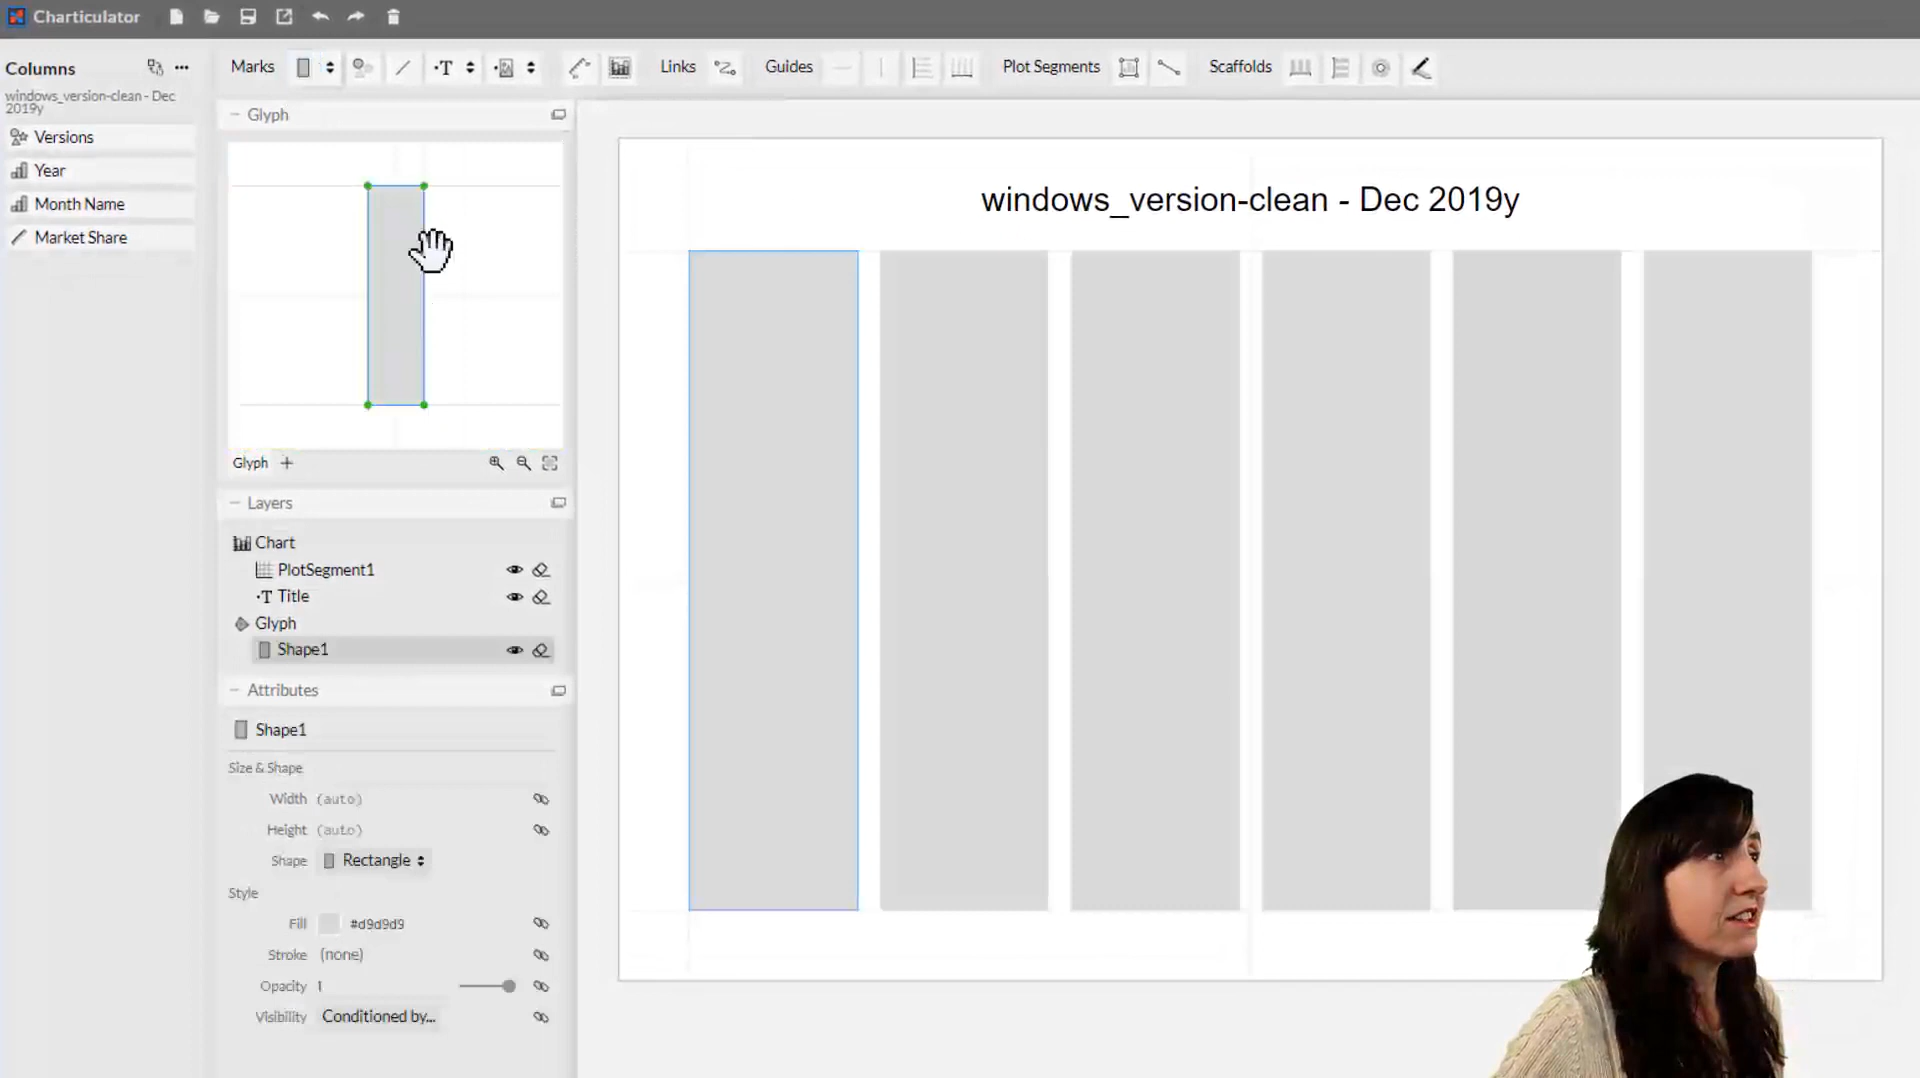 Charticulator
Columns
windows_version-clean - Dec 2019y
Versions
Year
Month Name
Market Share
Marks
Links
Guides
Plot Segments
Scaffolds
Glyph
Glyph +
Layers
Chart
PlotSegment1
Title
Glyph
Shape1
Attributes
Shape1
Size & Shape
Width (auto)
Height (auto)
Shape Rectangle
Style
Fill #d9d9d9
Stroke (none)
Opacity 1
Visibility Conditioned by...
windows_version-clean - Dec 2019y